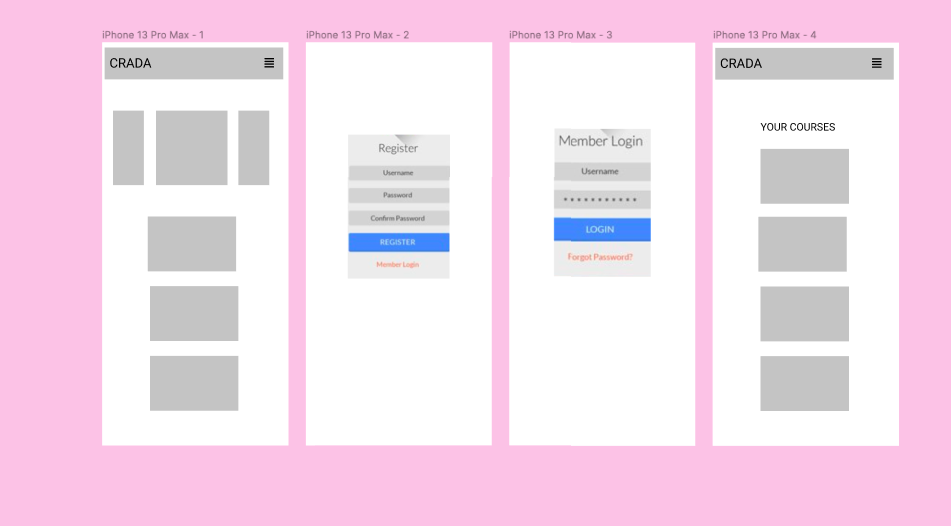 iPhone 13 Pro Max - 1
CRADA
iPhone 13 Pro Max - 2
Register
Username
Password
Confirm Password
REGISTER
Member Login
iPhone 13 Pro Max - 3
Member Login
Username
LOGIN
Forgot Password?
iPhone 13 Pro Max - 4
CRADA
YOUR COURSES